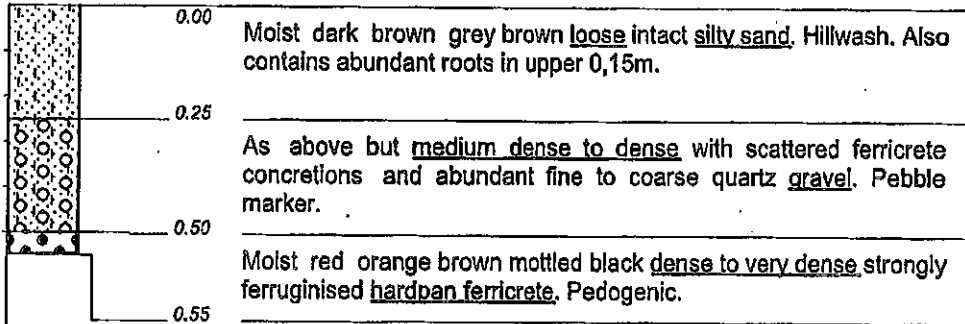 0.00
Moist dark brown grey brown loose intact silty sand. Hillwash. Also
contains abundant roots in upper 0,15m.
0.25
As above but medium dense to dense with scattered ferricrete
concretions and abundant fine to coarse quartz gravel. Pebble
marker.
0.50
Moist red orange brown mottled black dense to very dense strongly
ferruginised hardpan ferricrete. Pedogenic.
0.55